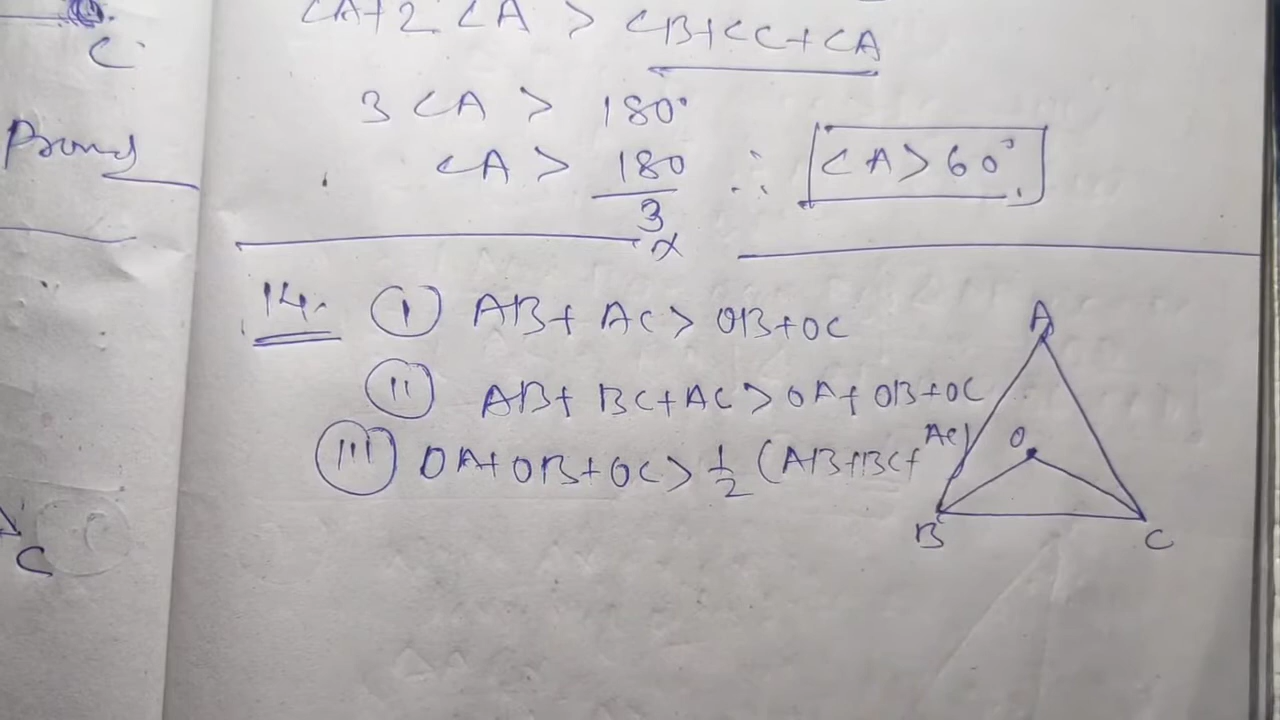 C
Proved
C
<A+2<A > <B+<C+<A
3 <A > 180°
<A > 180/3 ∴ <A > 60°
x
14. (I) AB+ AC > OB+OC
(II) AB+ BC+AC > OA+ OB+OC
(III) OA+OB+OC > 1/2 (AB+BC+AC)
A
O
B
C